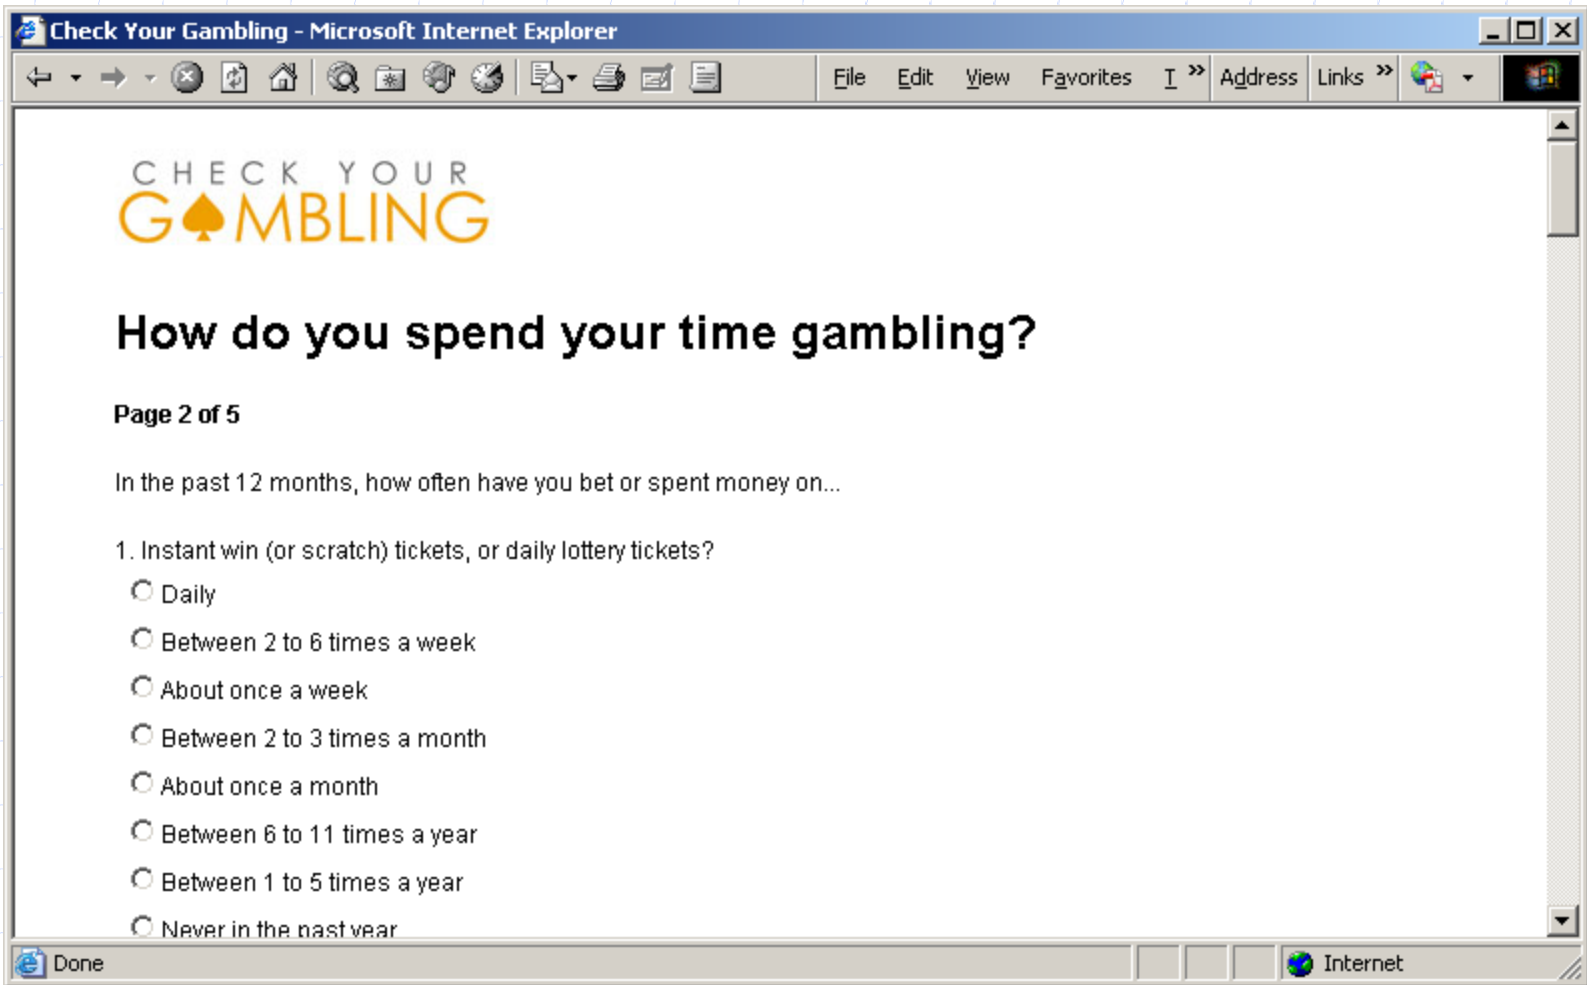 Check Your Gambling - Microsoft Internet Explorer
File Edit View Favorites T » Address Links »
CHECK YOUR
GAMBLING
How do you spend your time gambling?
Page 2 of 5
In the past 12 months, how often have you bet or spent money on...
1. Instant win (or scratch) tickets, or daily lottery tickets?
Daily
Between 2 to 6 times a week
About once a week
Between 2 to 3 times a month
About once a month
Between 6 to 11 times a year
Between 1 to 5 times a year
Never in the past year
Done Internet